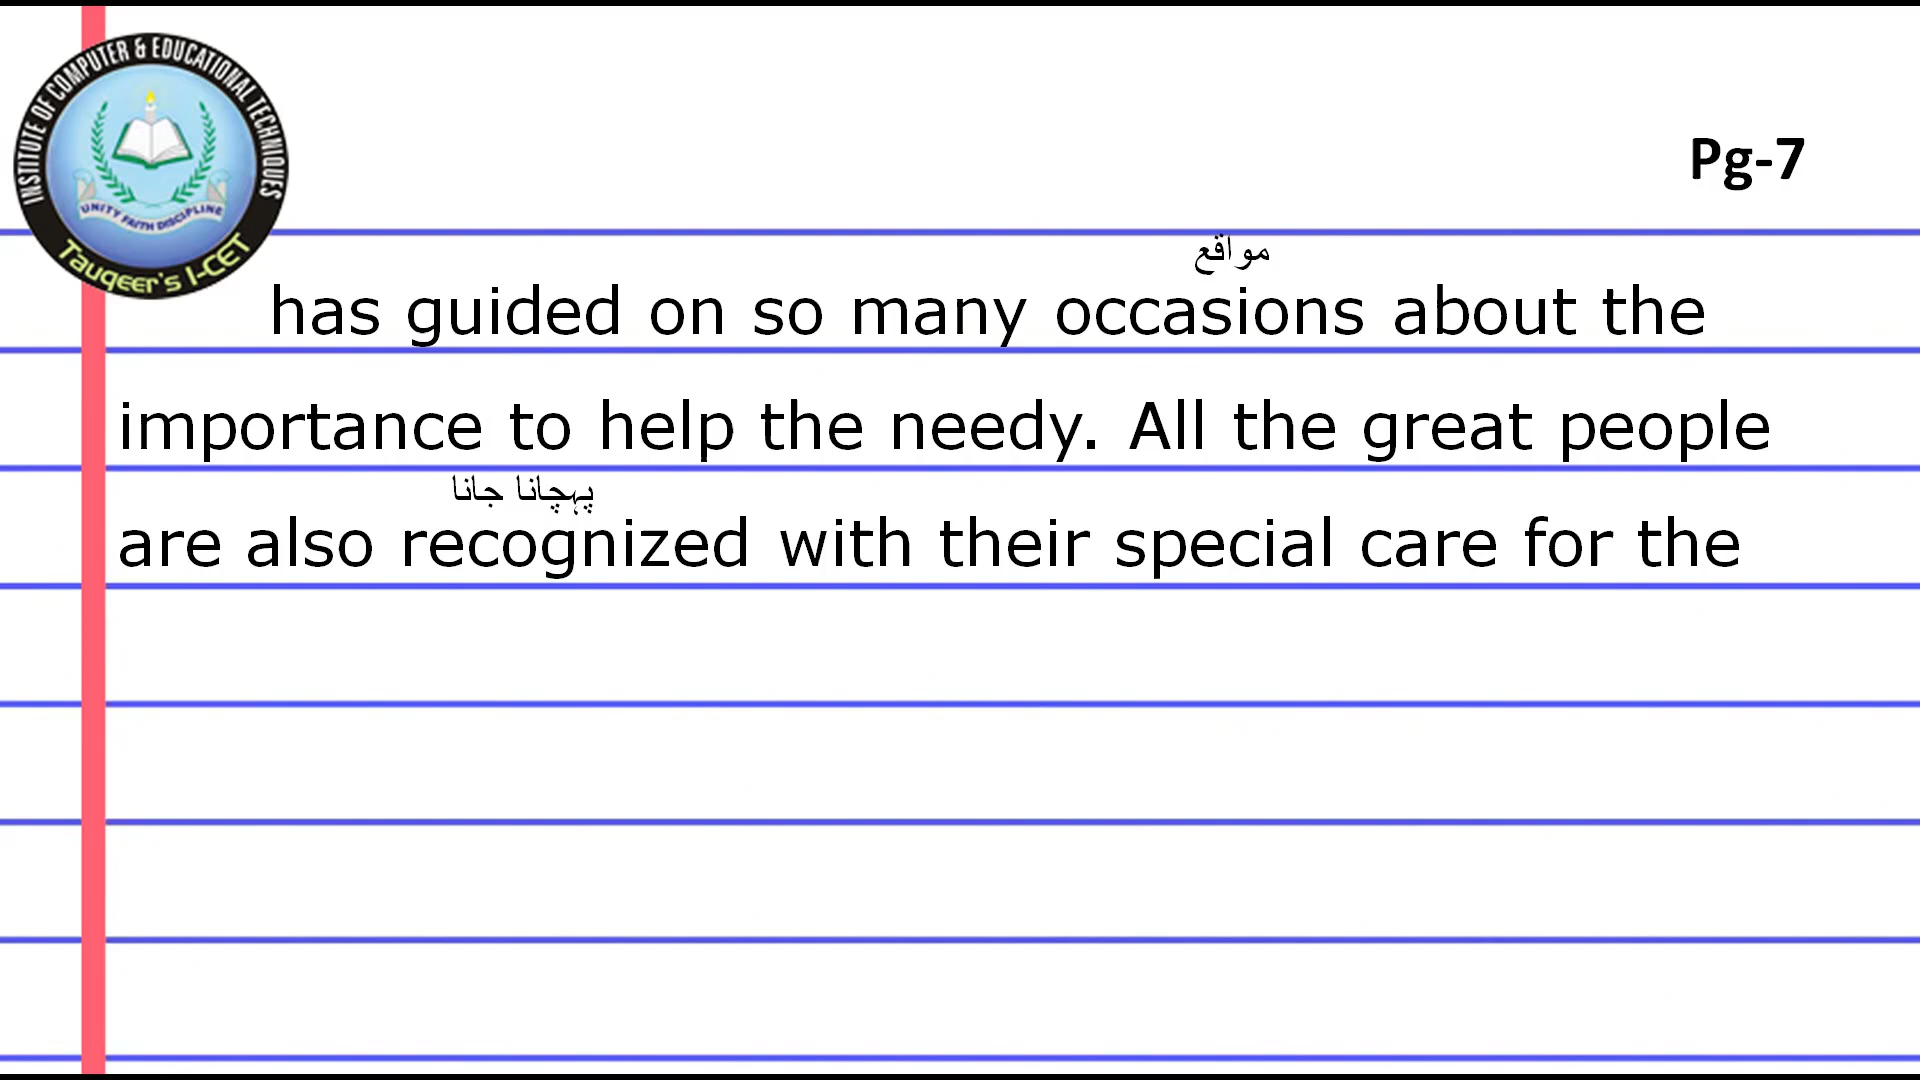 INSTITUTE OF COMPUTER & EDUCATIONAL TECHNIQUES
UNITY FAITH DISCIPLINE
Tauqeer's I-CET
Pg-7
مواقع
has guided on so many occasions about the
importance to help the needy. All the great people
پہچانا جانا
are also recognized with their special care for the